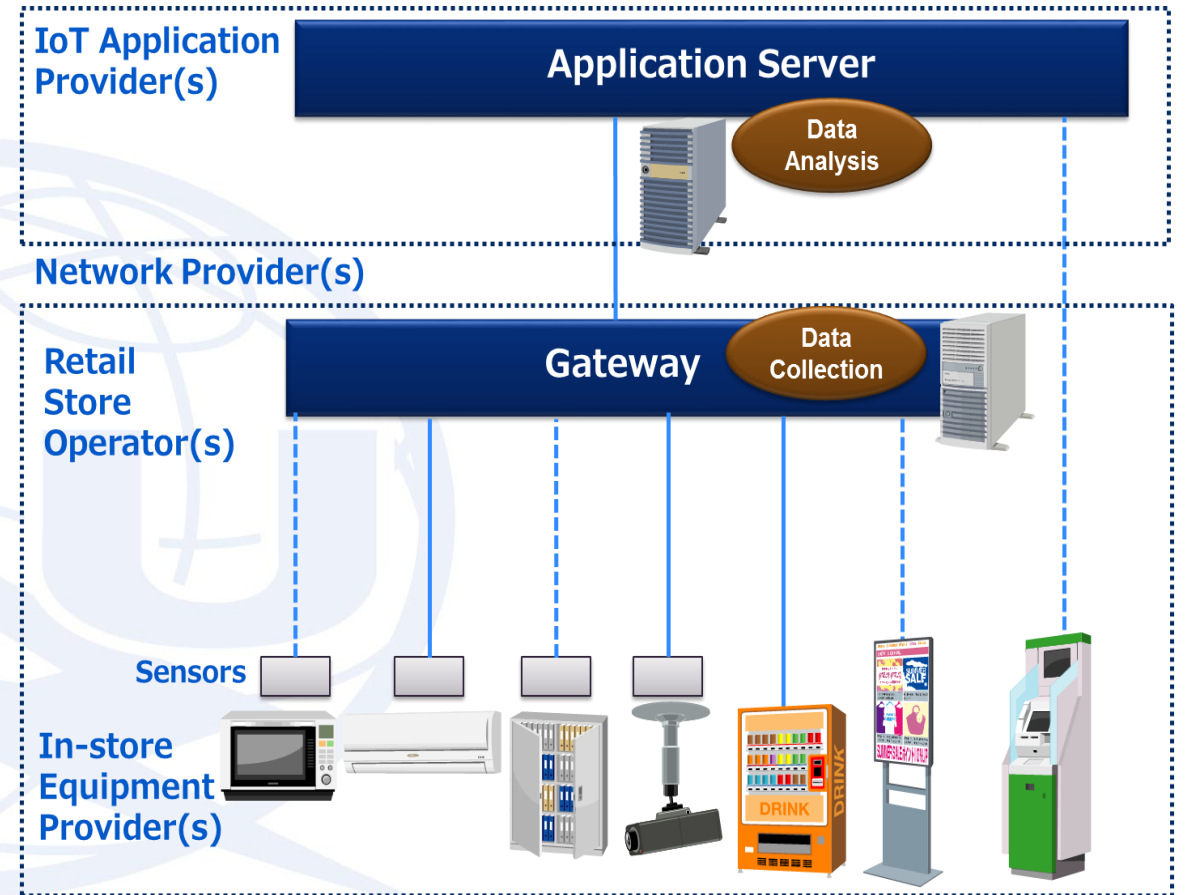 IoT Application
Provider(s)
Application Server
Data
Analysis
Network Provider(s)
Retail
Store
Operator(s)
Gateway
Data
Collection
Sensors
In-store
Equipment
Provider(s)
SUMMER
SALE
DRINK
DRINK